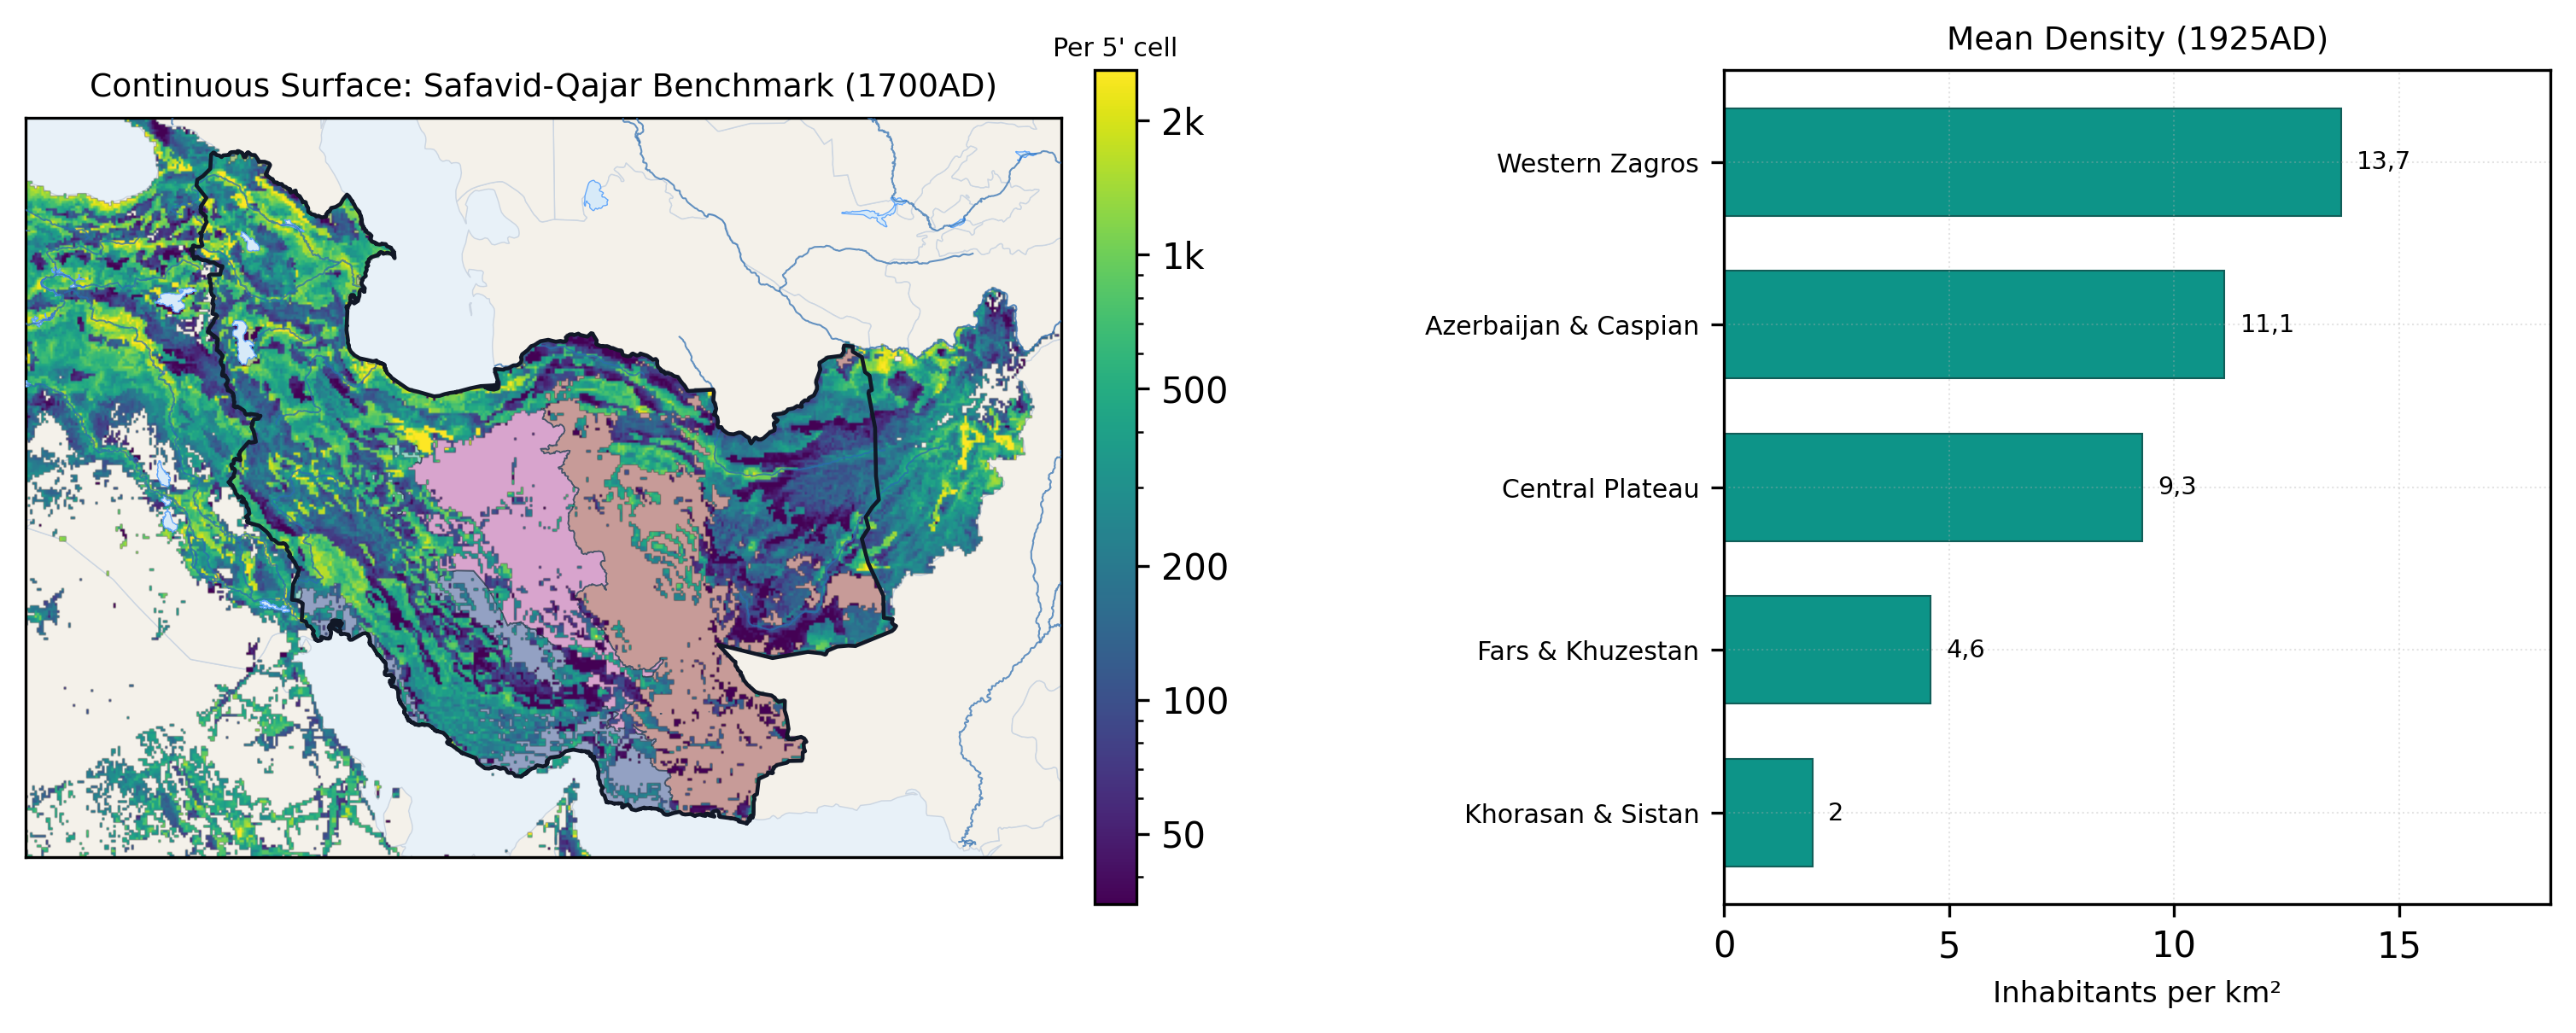 Continuous Surface: Safavid-Qajar Benchmark (1700AD)
Per 5' cell
2k
1k
500
200
100
50
Mean Density (1925AD)
Western Zagros
13,7
Azerbaijan & Caspian
11,1
Central Plateau
9,3
Fars & Khuzestan
4,6
Khorasan & Sistan
2
0
5
10
15
Inhabitants per km²